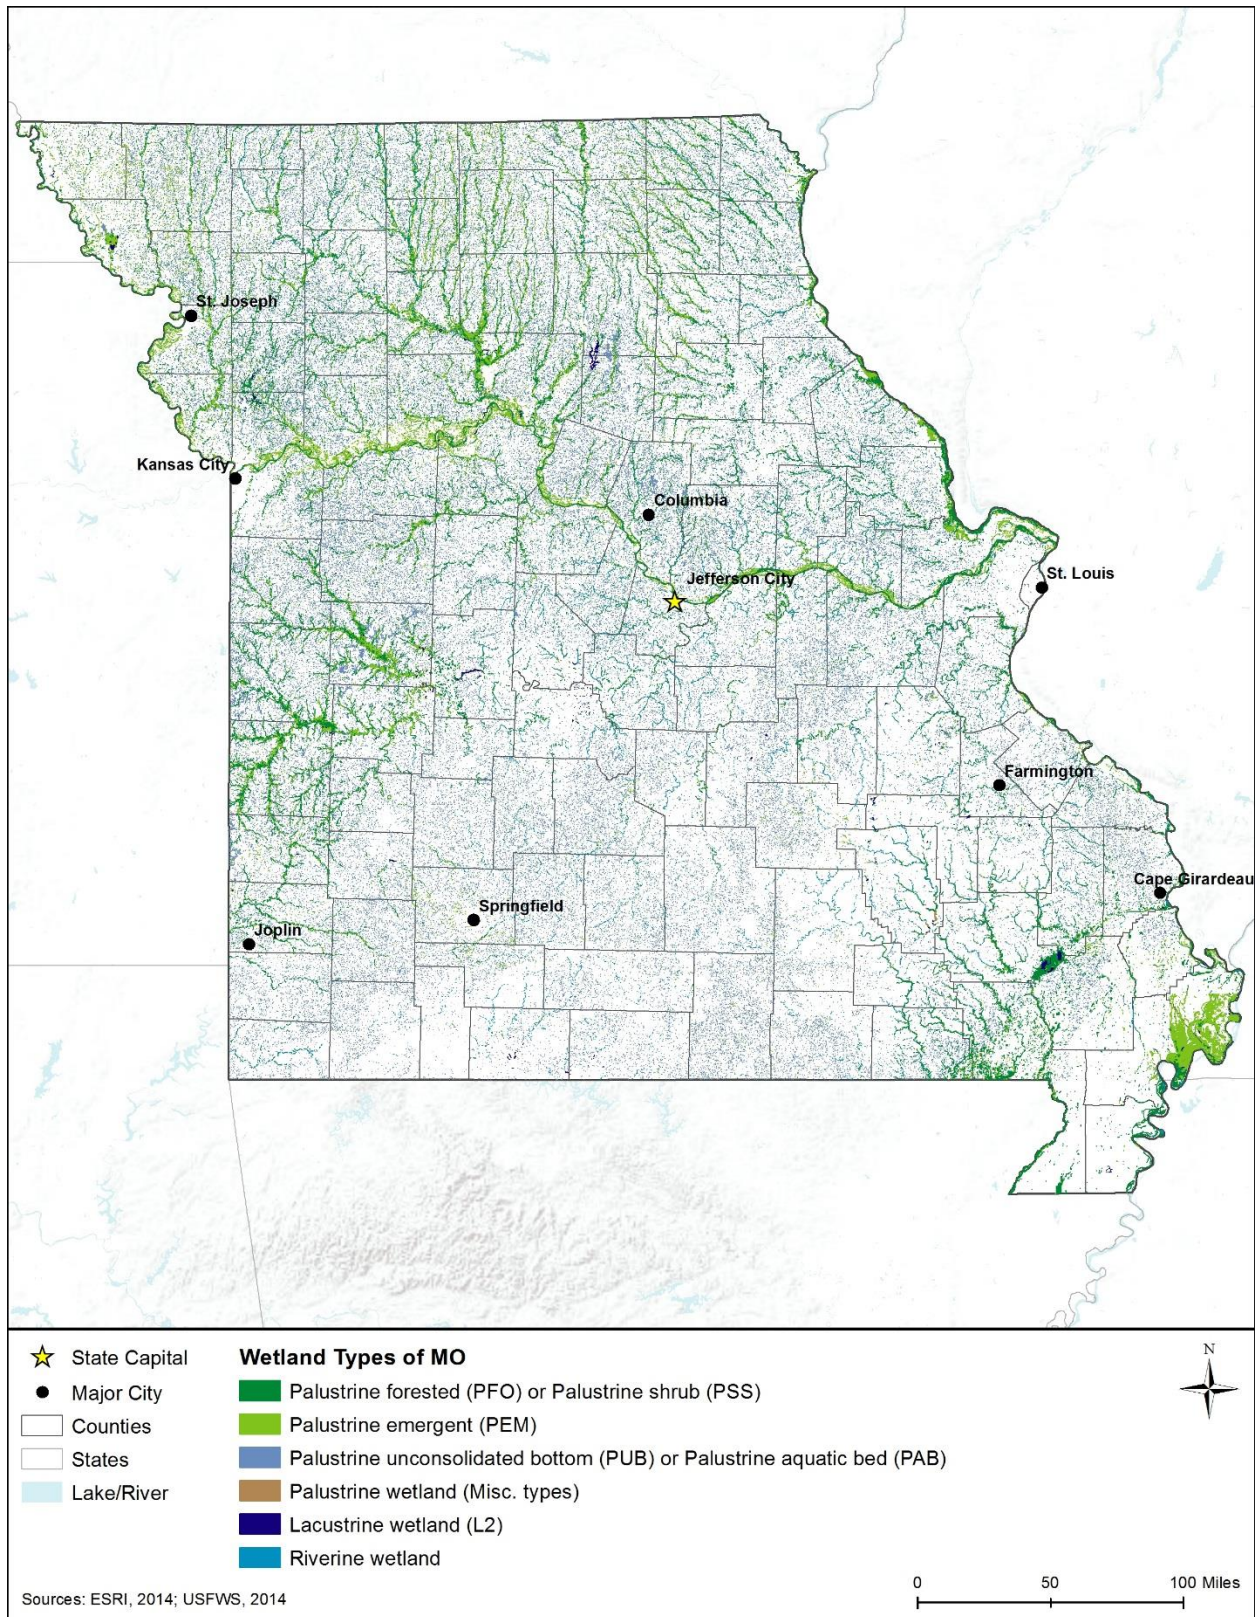 St. Joseph
Kansas City
Columbia
Jefferson City
St. Louis
Farmington
Cape Girardeau
Springfield
Joplin
State Capital
Major City
Counties
States
Lake/River
Wetland Types of MO
Palustrine forested (PFO) or Palustrine shrub (PSS)
Palustrine emergent (PEM)
Palustrine unconsolidated bottom (PUB) or Palustrine aquatic bed (PAB)
Palustrine wetland (Misc. types)
Lacustrine wetland (L2)
Riverine wetland
N
Sources: ESRI, 2014; USFWS, 2014
0 50 100 Miles